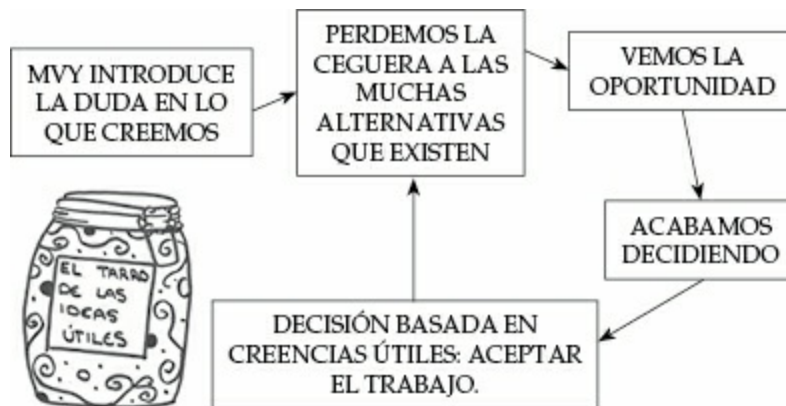 MVY INTRODUCE
LA DUDA EN LO
QUE CREEMOS
PERDEMOS LA
CEGUERA A LAS
MUCHAS
ALTERNATIVAS
QUE EXISTEN
VEMOS LA
OPORTUNIDAD
ACABAMOS
DECIDIENDO
DECISIÓN BASADA EN
CREENCIAS ÚTILES: ACEPTAR
EL TRABAJO.
EL TARRO
DE LAS
IDEAS
ÚTILES